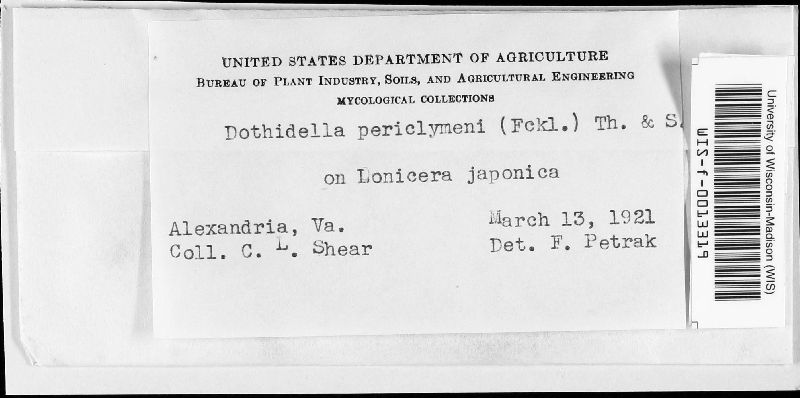 UNITED STATES DEPARTMENT OF AGRICULTURE
BUREAU OF PLANT INDUSTRY, SOILS, AND AGRICULTURAL ENGINEERING
MYCOLOGICAL COLLECTIONS
Dothidella periclymeni (Fckl.) Th. & S.
on Lonicera japonica
Alexandria, Va.
March 13, 1921
Coll. C. L. Shear
Det. F. Petrak
University of Wisconsin-Madison (WIS)
WIS-f-0013319